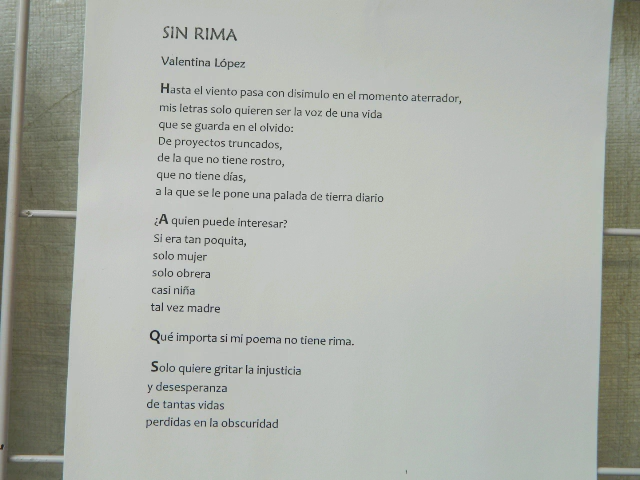 SIN RIMA
Valentina López
Hasta el viento pasa con disimulo en el momento aterrador,
mis letras solo quieren ser la voz de una vida
que se guarda en el olvido:
De proyectos truncados,
de la que no tiene rostro,
que no tiene días,
a la que se le pone una palada de tierra diario
¿A quien puede interesar?
Si era tan poquita,
solo mujer
solo obrera
casi niña
tal vez madre
Qué importa si mi poema no tiene rima.
Solo quiere gritar la injusticia
y desesperanza
de tantas vidas
perdidas en la obscuridad